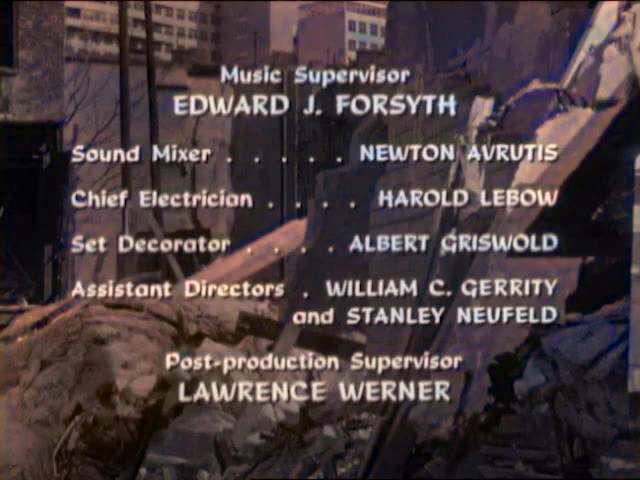 Music Supervisor
EDWARD J. FORSYTH
Sound Mixer . . . . . NEWTON AVRUTIS
Chief Electrician . . . . HAROLD LEBOW
Set Decorator . . . . ALBERT GRISWOLD
Assistant Directors . WILLIAM C. GERRITY
and STANLEY NEUFELD
Post-production Supervisor
LAWRENCE WERNER